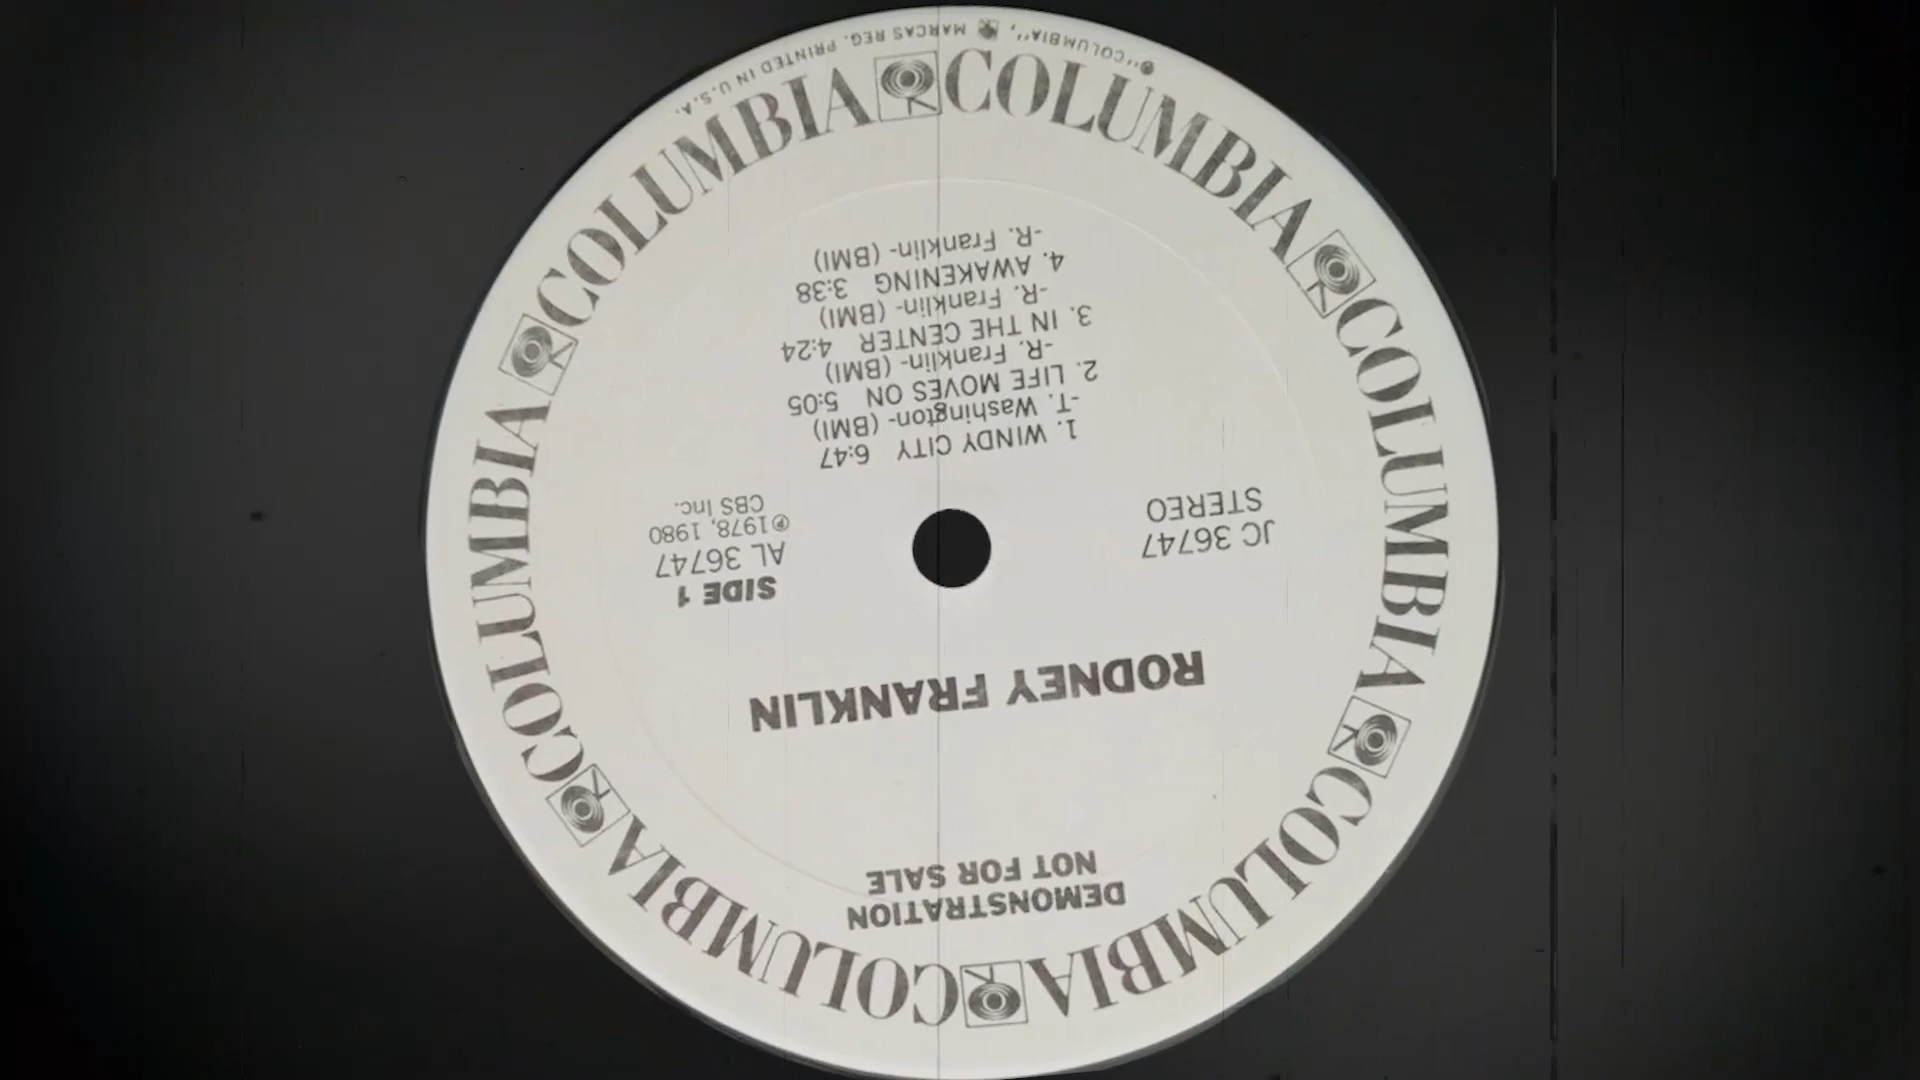 DEMONSTRATION
NOT FOR SALE
RODNEY FRANKLIN
SIDE 1
AL 36747
℗1978, 1980
CBS Inc.
JC 36747
STEREO
1. WINDY CITY 6:47
-T. Washington- (BMI)
2. LIFE MOVES ON 5:05
-R. Franklin- (BMI)
3. IN THE CENTER 4:24
-R. Franklin- (BMI)
4. AWAKENING 3:38
-R. Franklin- (BMI)
COLUMBIA
COLUMBIA
COLUMBIA
COLUMBIA
COLUMBIA
COLUMBIA
® "COLUMBIA", MARCAS REG. PRINTED IN U.S.A.